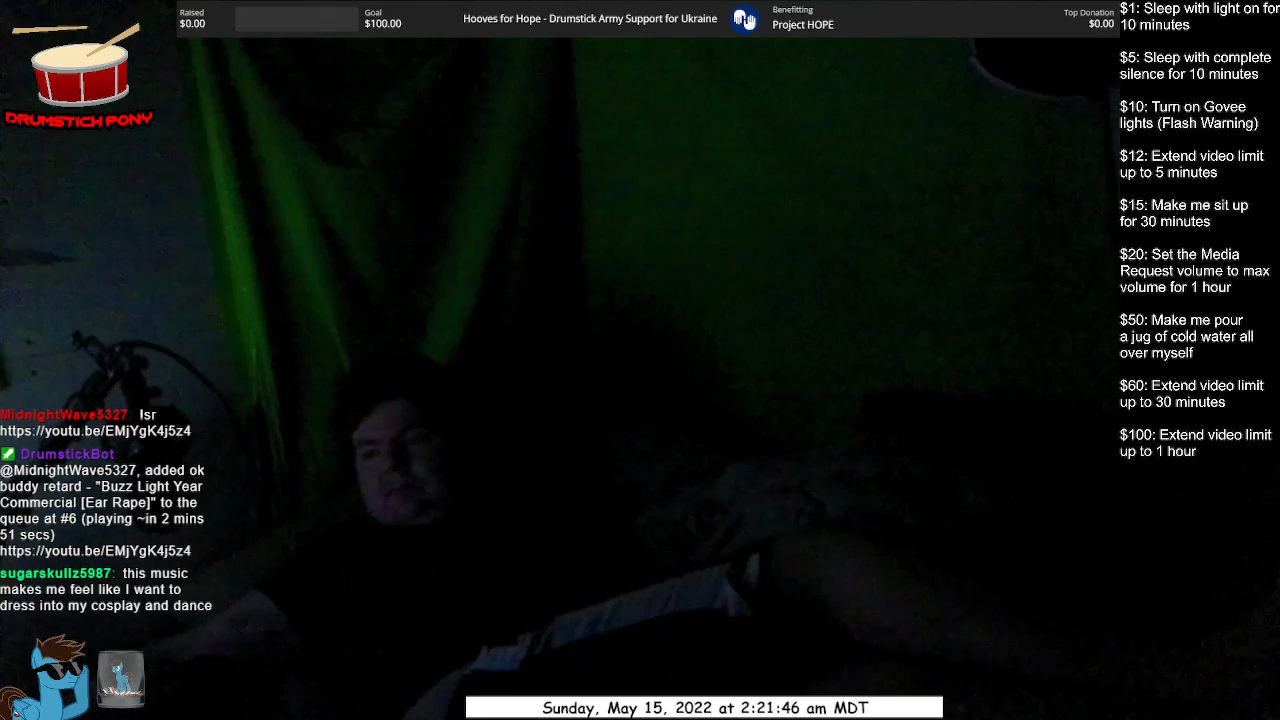 Raised
$0.00
Goal
$100.00
Hooves for Hope - Drumstick Army Support for Ukraine
Benefitting
Project HOPE
Top Donation
$0.00
DRUMSTICH PONY
$1: Sleep with light on for
10 minutes
$5: Sleep with complete
silence for 10 minutes
$10: Turn on Govee
lights (Flash Warning)
$12: Extend video limit
up to 5 minutes
$15: Make me sit up
for 30 minutes
$20: Set the Media
Request volume to max
volume for 1 hour
$50: Make me pour
a jug of cold water all
over myself
$60: Extend video limit
up to 30 minutes
$100: Extend video limit
up to 1 hour
MidnightWave5327: !sr
https://youtu.be/EMjYgK4j5z4
DrumstickBot
@MidnightWave5327, added ok
buddy retard - "Buzz Light Year
Commercial [Ear Rape]" to the
queue at #6 (playing ~in 2 mins
51 secs)
https://youtu.be/EMjYgK4j5z4
sugarskullz5987: this music
makes me feel like I want to
dress into my cosplay and dance
Sunday, May 15, 2022 at 2:21:46 am MDT